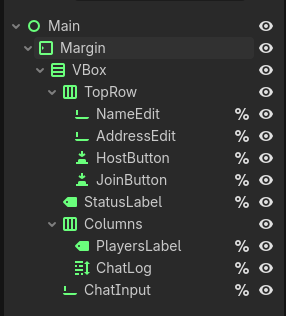 Main
Margin
VBox
TopRow
NameEdit %
AddressEdit %
HostButton %
JoinButton %
StatusLabel %
Columns
PlayersLabel %
ChatLog %
ChatInput %